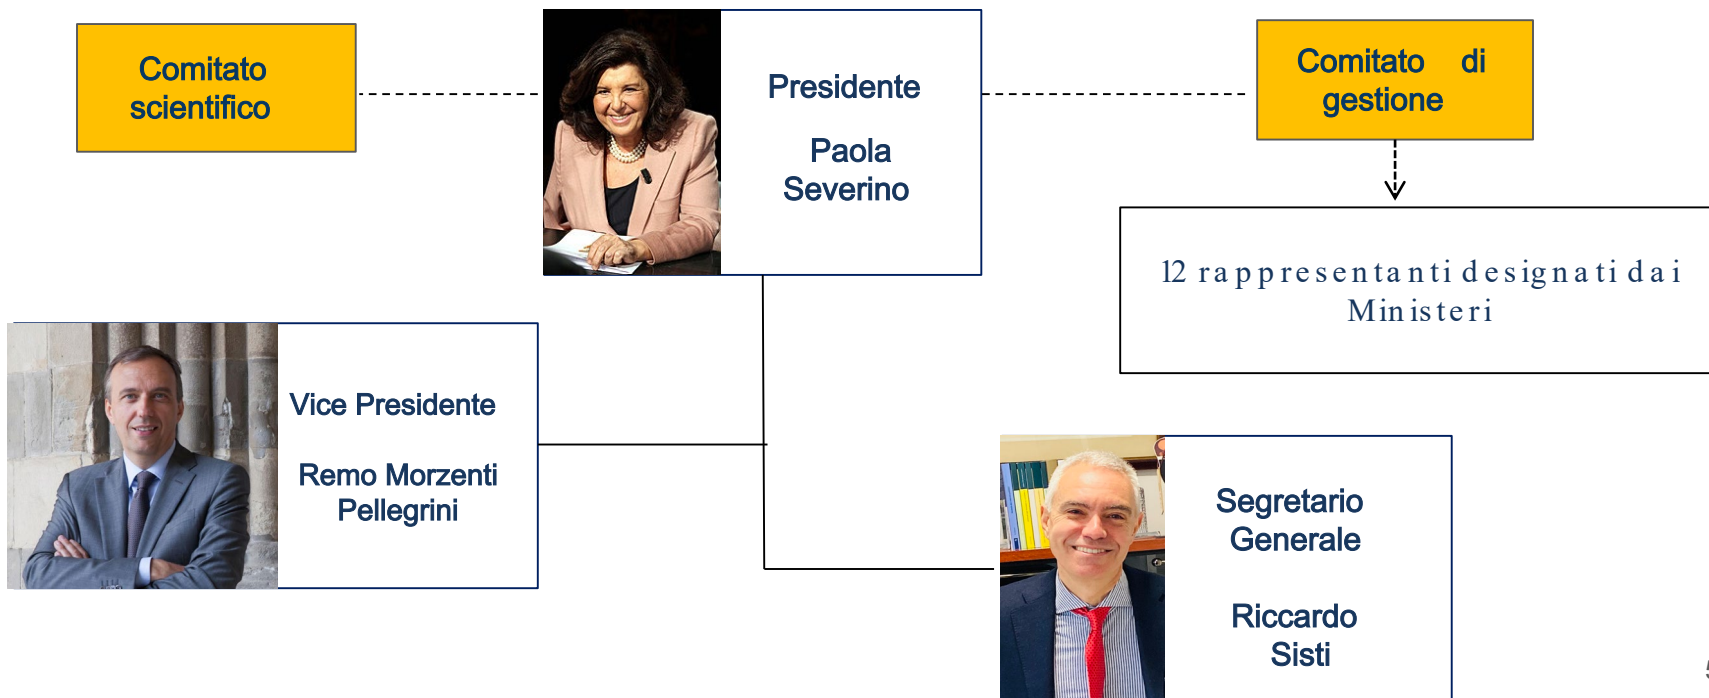 Comitato
scientifico
Presidente
Paola
Severino
Comitato di
gestione
12 rappresentanti designati dai
Ministeri
Vice Presidente
Remo Morzenti
Pellegrini
Segretario
Generale
Riccardo
Sisti
5